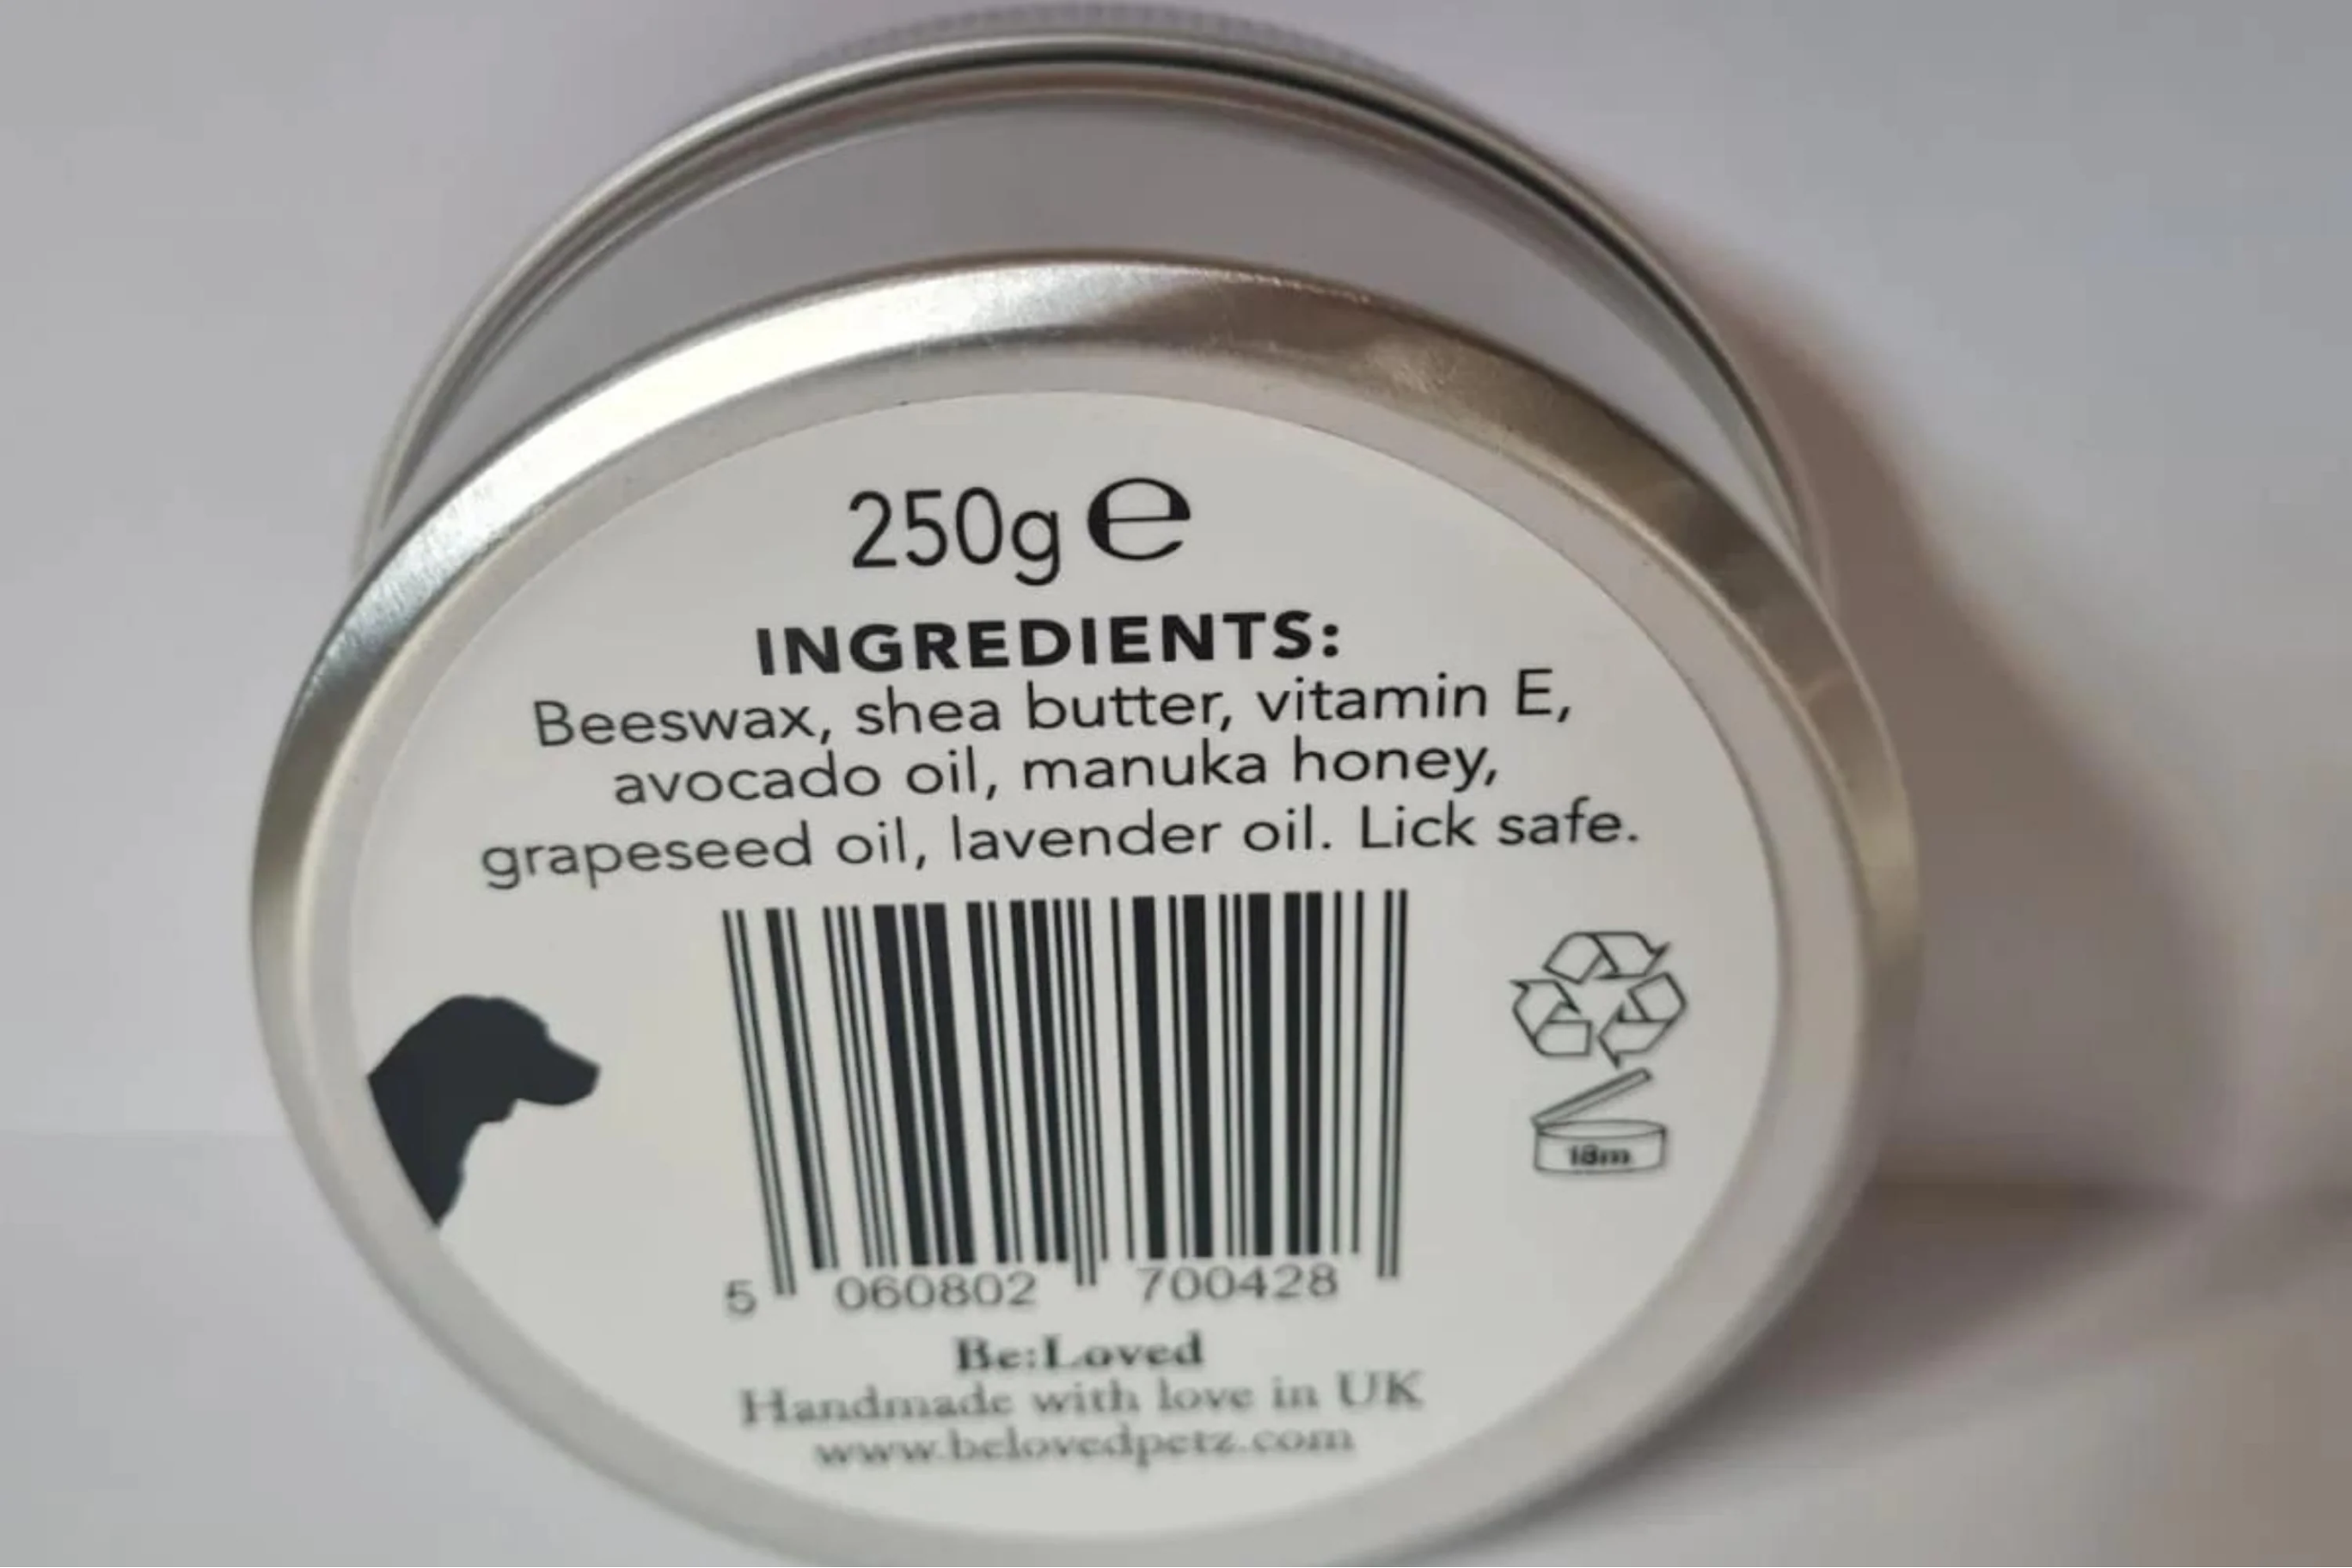 250g ℮
INGREDIENTS:
Beeswax, shea butter, vitamin E,
avocado oil, manuka honey,
grapeseed oil, lavender oil. Lick safe.
18m
5 060802 700428
Be:Loved
Handmade with love in UK
www.belovedpetz.com